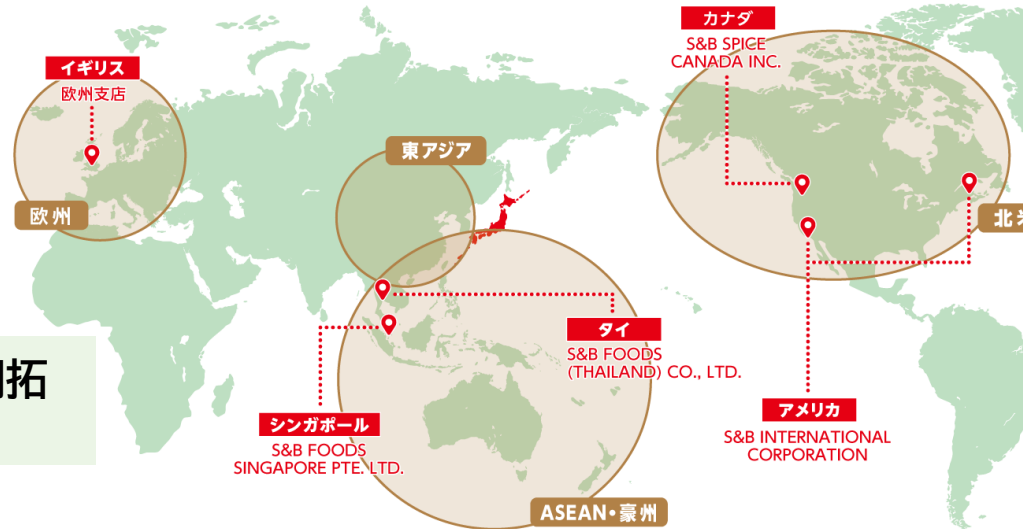 イギリス
欧州支店
欧州
東アジア
カナダ
S&B SPICE
CANADA INC.
北
タイ
S&B FOODS
(THAILAND) CO., LTD.
シンガポール
S&B FOODS
SINGAPORE PTE. LTD.
アメリカ
S&B INTERNATIONAL
CORPORATION
ASEAN・豪州
拓